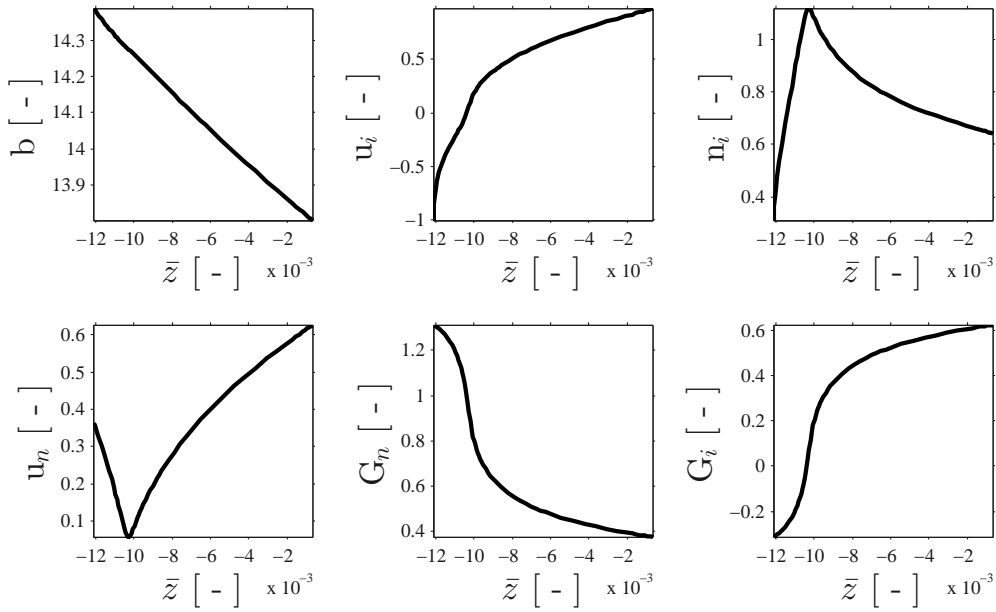 b [ - ]
14.3
14.2
14.1
14
13.9
−12 −10 −8 −6 −4 −2
x 10⁻³
z̄ [ - ]
uᵢ [ - ]
0.5
0
−0.5
−1
−12 −10 −8 −6 −4 −2
x 10⁻³
z̄ [ - ]
nᵢ [ - ]
1
0.8
0.6
0.4
−12 −10 −8 −6 −4 −2
x 10⁻³
z̄ [ - ]
uₙ [ - ]
0.6
0.5
0.4
0.3
0.2
0.1
−12 −10 −8 −6 −4 −2
x 10⁻³
z̄ [ - ]
Gₙ [ - ]
1.2
1
0.8
0.6
0.4
−12 −10 −8 −6 −4 −2
x 10⁻³
z̄ [ - ]
Gᵢ [ - ]
0.6
0.4
0.2
0
−0.2
−12 −10 −8 −6 −4 −2
x 10⁻³
z̄ [ - ]